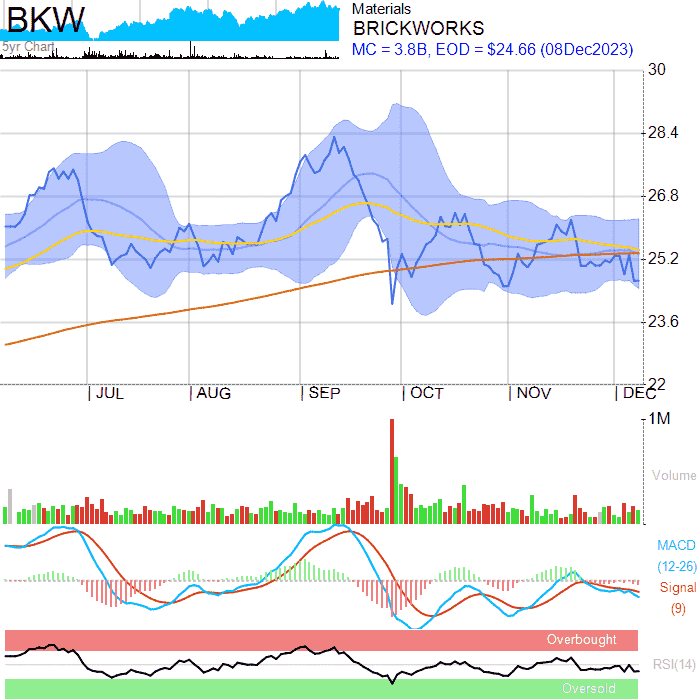 BKW
5yr Chart
Materials
BRICKWORKS
MC = 3.8B, EOD = $24.66 (08Dec2023)
30
28.4
26.8
25.2
23.6
22
JUL AUG SEP OCT NOV DEC
1M
Volume
MACD
(12-26)
Signal
(9)
Overbought
RSI(14)
Oversold